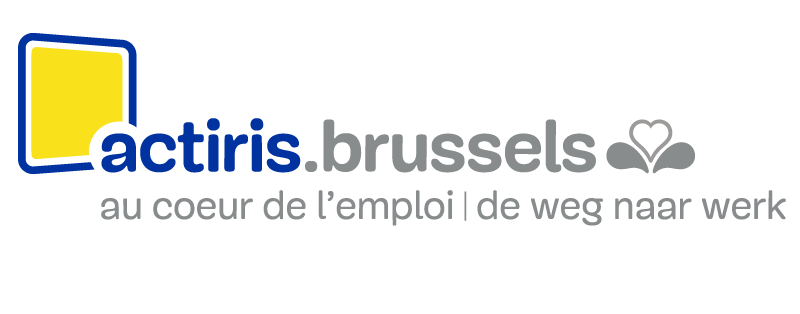 actiris.brussels
au coeur de l’emploi | de weg naar werk